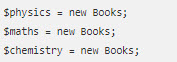 $physics = new Books;
$maths = new Books;
$chemistry = new Books;